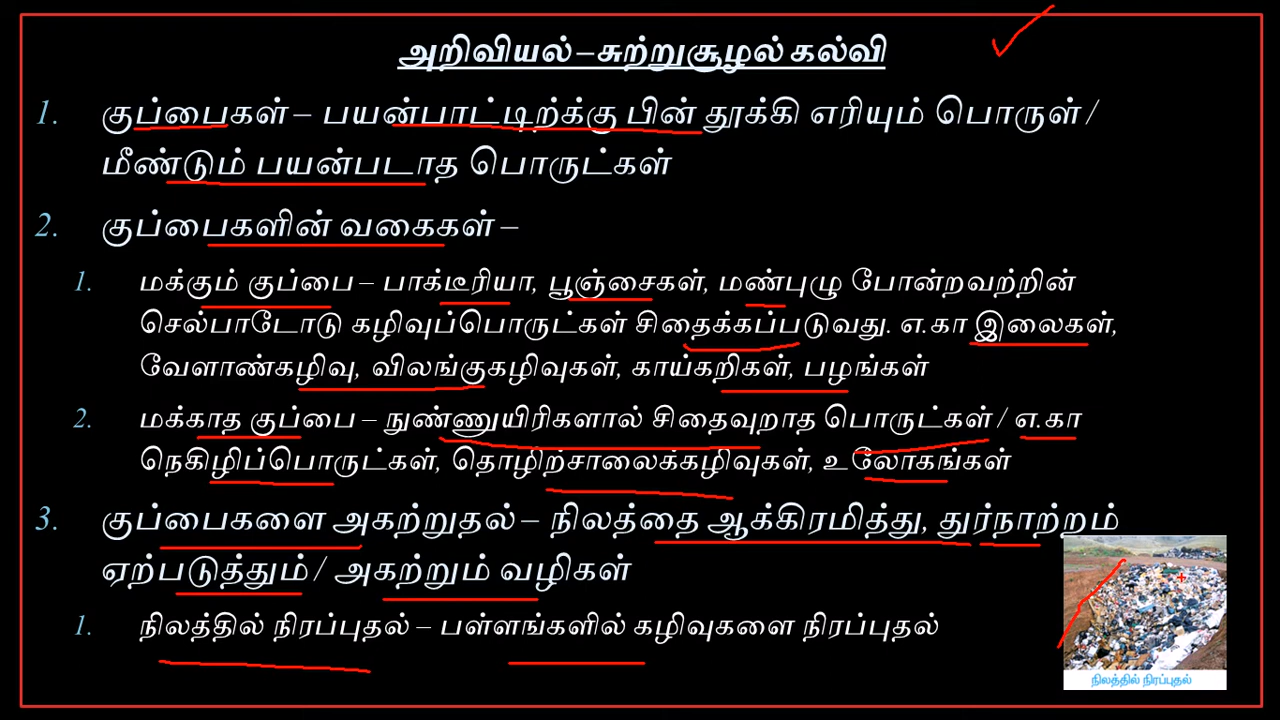 அறிவியல் – சுற்றுசூழல் கல்வி
1. குப்பைகள் – பயன்பாட்டிற்க்கு பின் தூக்கி எரியும் பொருள் /
மீண்டும் பயன்படாத பொருட்கள்
2. குப்பைகளின் வகைகள் –
1. மக்கும் குப்பை – பாக்டீரியா, பூஞ்சைகள், மண்புழு போன்றவற்றின்
செல்பாடோடு கழிவுப்பொருட்கள் சிதைக்கப்படுவது. எ.கா இலைகள்,
வேளாண்கழிவு, விலங்குகழிவுகள், காய்கறிகள், பழங்கள்
2. மக்காத குப்பை – நுண்ணுயிரிகளால் சிதைவுறாத பொருட்கள் / எ.கா
நெகிழிப்பொருட்கள், தொழிற்சாலைக்கழிவுகள், உலோகங்கள்
3. குப்பைகளை அகற்றுதல் – நிலத்தை ஆக்கிரமித்து, துர்நாற்றம்
ஏற்படுத்தும் / அகற்றும் வழிகள்
1. நிலத்தில் நிரப்புதல் – பள்ளங்களில் கழிவுகளை நிரப்புதல்
நிலத்தில் நிரப்புதல்